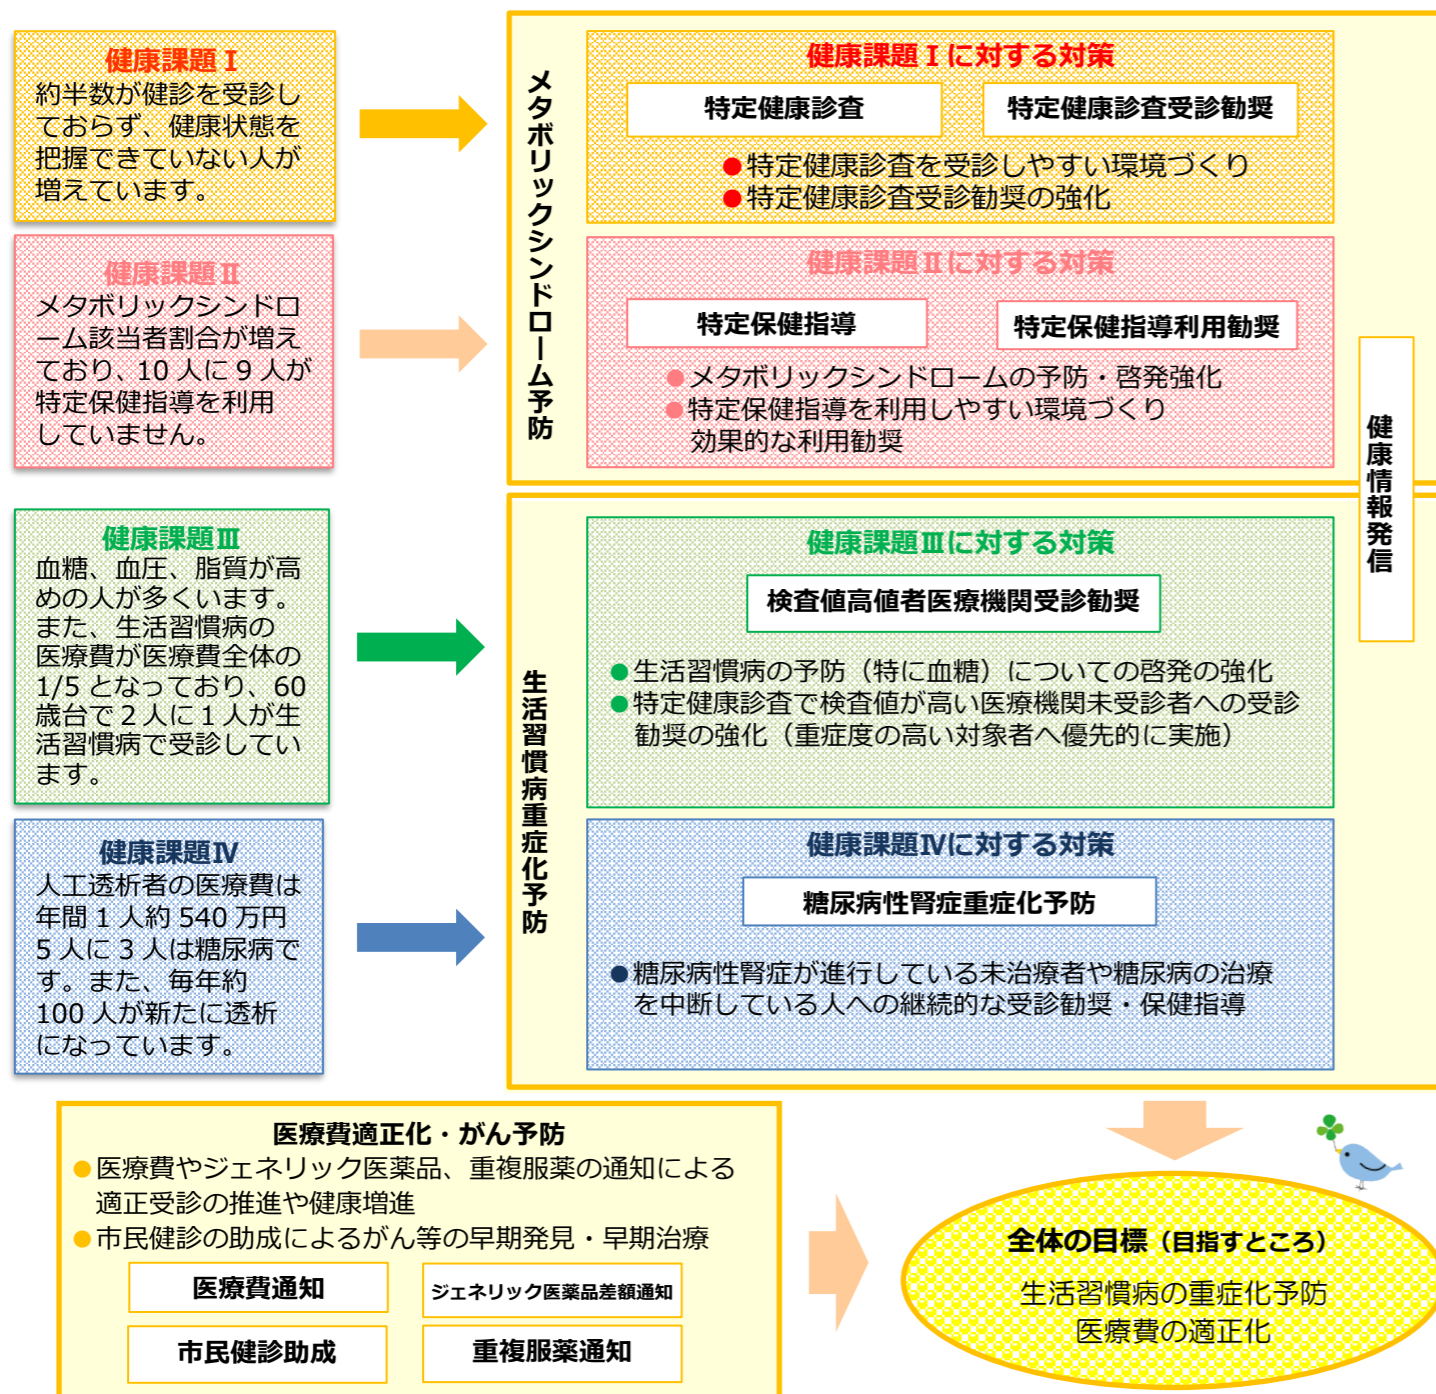 健康課題Ⅰ
約半数が健診を受診し
ておらず、健康状態を
把握できていない人が
増えています。
メタボリックシンドローム予防
健康課題Ⅰに対する対策
特定健康診査
特定健康診査受診勧奨
●特定健康診査を受診しやすい環境づくり
●特定健康診査受診勧奨の強化
健康課題Ⅱ
メタボリックシンドロ
ーム該当者割合が増え
ており、10 人に 9 人が
特定保健指導を利用
していません。
健康課題Ⅱに対する対策
特定保健指導
特定保健指導利用勧奨
●メタボリックシンドロームの予防・啓発強化
●特定保健指導を利用しやすい環境づくり
効果的な利用勧奨
健康情報発信
健康課題Ⅲ
血糖、血圧、脂質が高
めの人が多くいます。
また、生活習慣病の
医療費が医療費全体の
1/5 となっており、60
歳台で 2 人に 1 人が生
活習慣病で受診してい
ます。
生活習慣病重症化予防
健康課題Ⅲに対する対策
検査値高値者医療機関受診勧奨
●生活習慣病の予防（特に血糖）についての啓発の強化
●特定健康診査で検査値が高い医療機関未受診者への受診
勧奨の強化（重症度の高い対象者へ優先的に実施）
健康課題Ⅳ
人工透析者の医療費は
年間 1 人約 540 万円
5 人に 3 人は糖尿病で
す。また、毎年約
100 人が新たに透析
になっています。
健康課題Ⅳに対する対策
糖尿病性腎症重症化予防
●糖尿病性腎症が進行している未治療者や糖尿病の治療
を中断している人への継続的な受診勧奨・保健指導
医療費適正化・がん予防
●医療費やジェネリック医薬品、重複服薬の通知による
適正受診の推進や健康増進
●市民健診の助成によるがん等の早期発見・早期治療
医療費通知
ジェネリック医薬品差額通知
市民健診助成
重複服薬通知
全体の目標（目指すところ）
生活習慣病の重症化予防
医療費の適正化